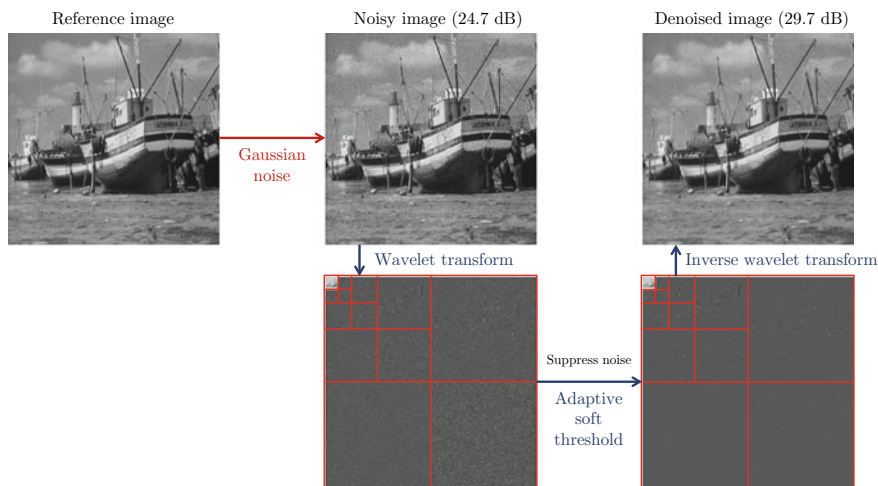 Reference image
Noisy image (24.7 dB)
Denoised image (29.7 dB)
Gaussian
noise
Wavelet transform
Inverse wavelet transform
Suppress noise
Adaptive
soft
threshold